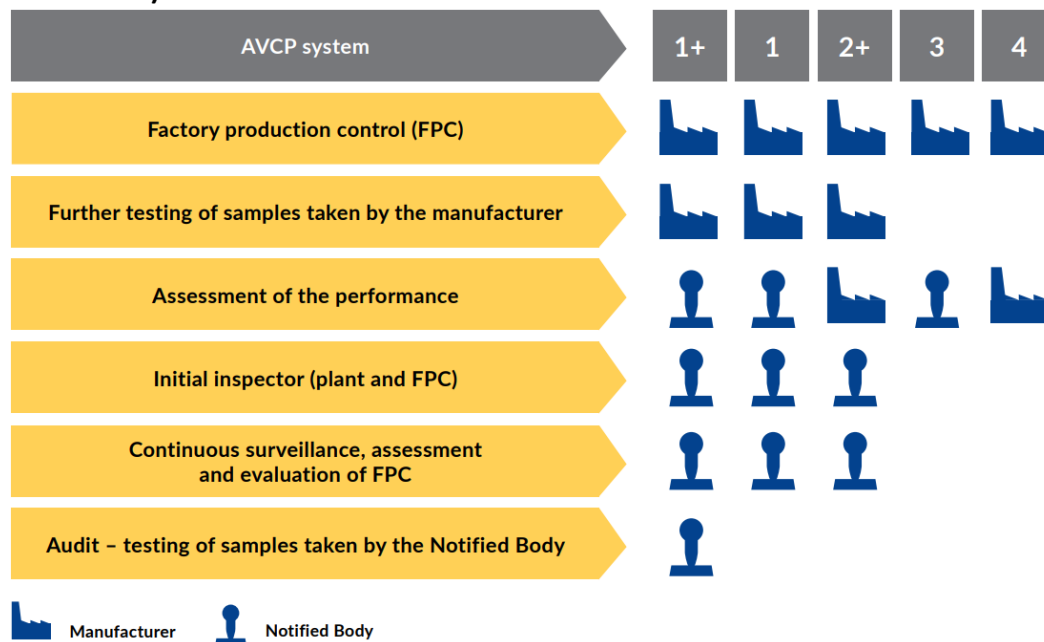 AVCP system
1+
1
2+
3
4
Factory production control (FPC)
Further testing of samples taken by the manufacturer
Assessment of the performance
Initial inspector (plant and FPC)
Continuous surveillance, assessment
and evaluation of FPC
Audit – testing of samples taken by the Notified Body
Manufacturer
Notified Body